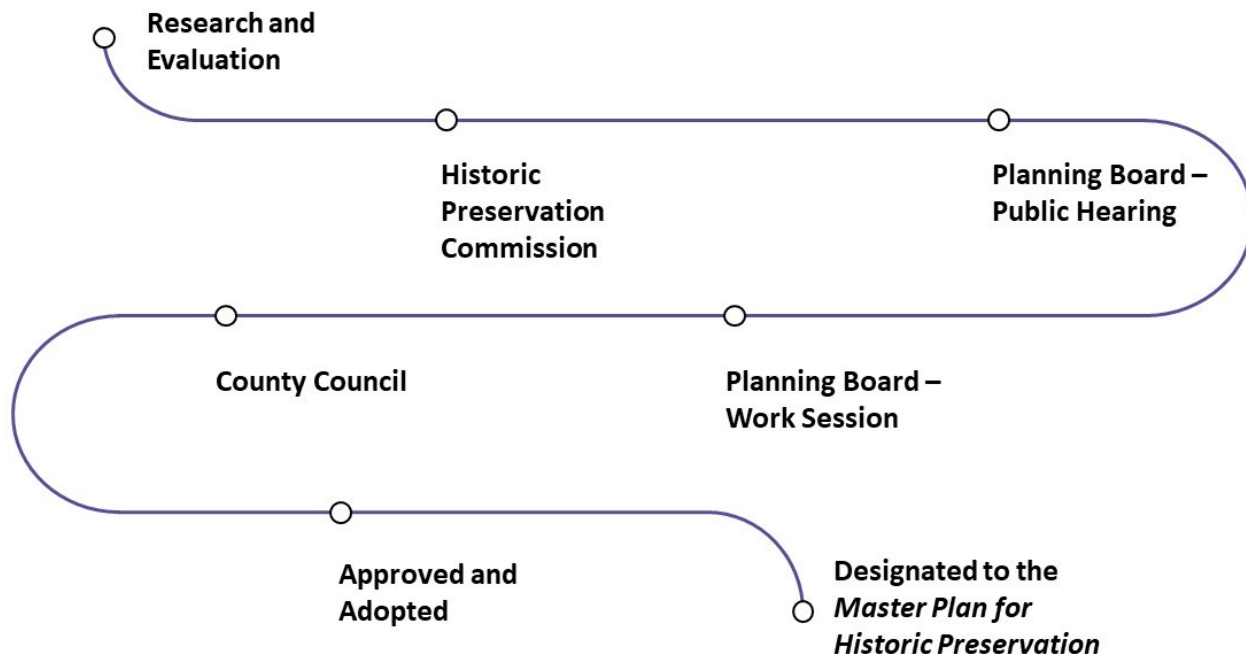 Research and
Evaluation
Historic
Preservation
Commission
Planning Board –
Public Hearing
Planning Board –
Work Session
County Council
Approved and
Adopted
Designated to the
Master Plan for
Historic Preservation